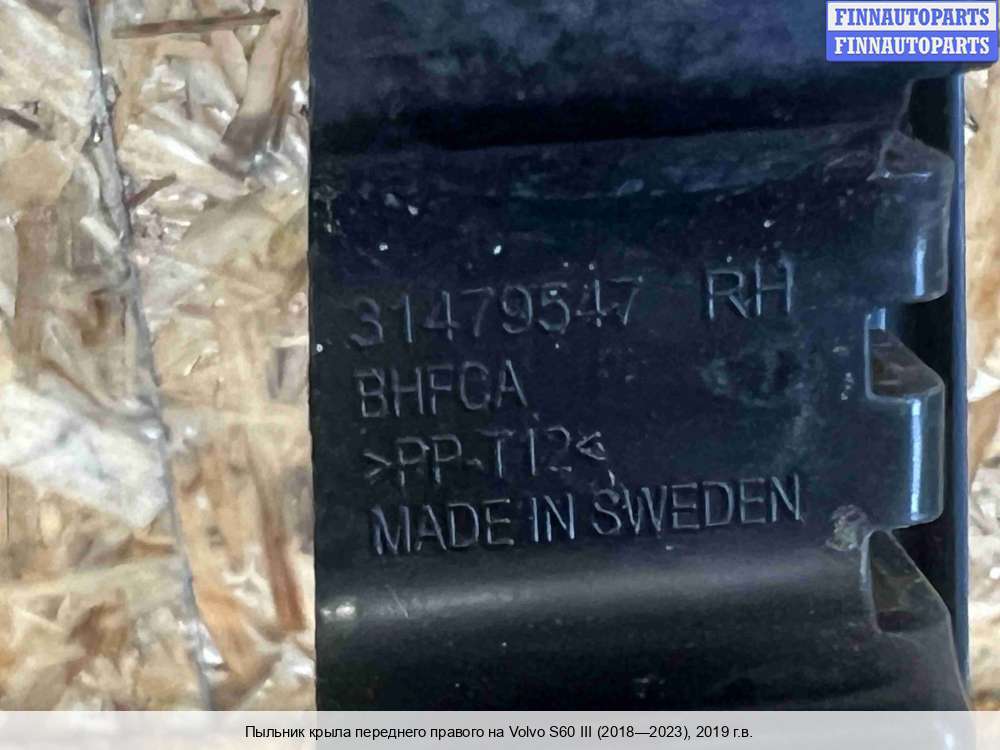 FINNAUTOPARTS
FINNAUTOPARTS
31479547 RH
BHFCA
>PP-T12<
MADE IN SWEDEN
Пыльник крыла переднего правого на Volvo S60 III (2018—2023), 2019 г.в.